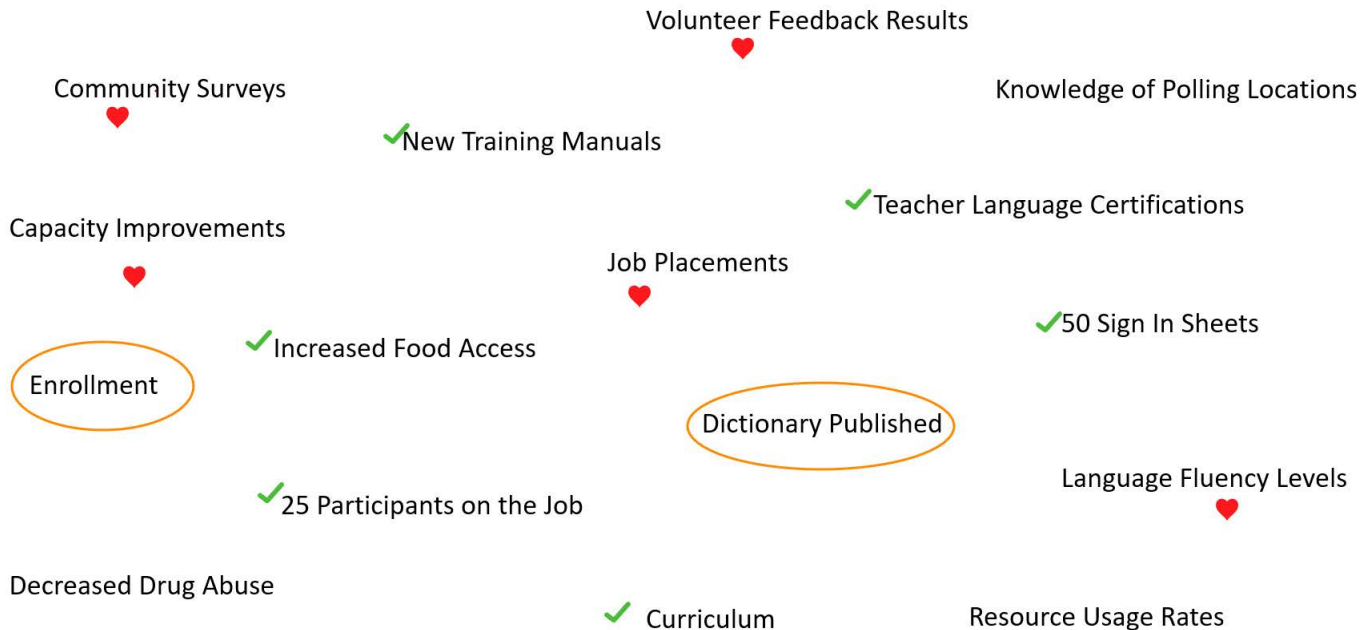 Volunteer Feedback Results
Community Surveys
Knowledge of Polling Locations
New Training Manuals
Teacher Language Certifications
Capacity Improvements
Job Placements
50 Sign In Sheets
Increased Food Access
Enrollment
Dictionary Published
Language Fluency Levels
25 Participants on the Job
Decreased Drug Abuse
Curriculum
Resource Usage Rates